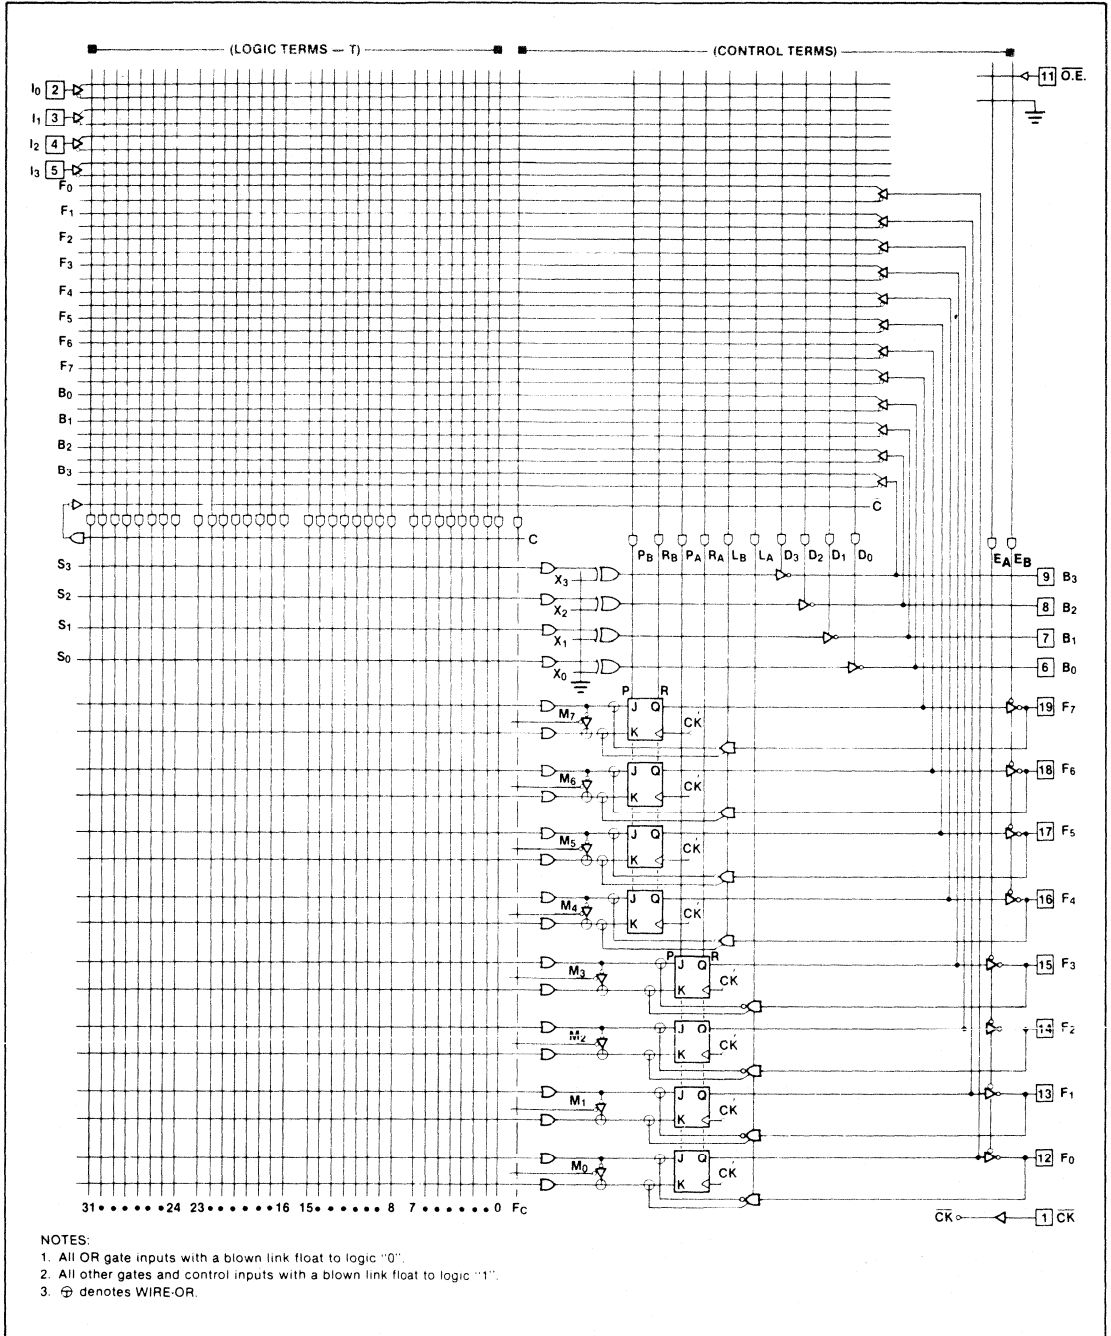 (LOGIC TERMS — T) (CONTROL TERMS)
11 O.E.
I0 2
I1 3
I2 4
I3 5
F0
F1
F2
F3
F4
F5
F6
F7
B0
B1
B2
B3
C
C
PB RB PA RA LB LA D3 D2 D1 D0 EA EB
S3 X3 9 B3
S2 X2 8 B2
S1 X1 7 B1
S0 X0 6 B0
P R
M7 J Q K CK 19 F7
M6 J Q K CK 18 F6
M5 J Q K CK 17 F5
M4 J Q K CK 16 F4
P R
M3 J Q K CK 15 F3
M2 J Q K CK 14 F2
M1 J Q K CK 13 F1
M0 J Q K CK 12 F0
31 • • • • • • 24 23 • • • • • • 16 15 • • • • • • 8 7 • • • • • • 0 FC
CK 1 CK
NOTES:
1. All OR gate inputs with a blown link float to logic "0".
2. All other gates and control inputs with a blown link float to logic "1".
3. ⊕ denotes WIRE-OR.